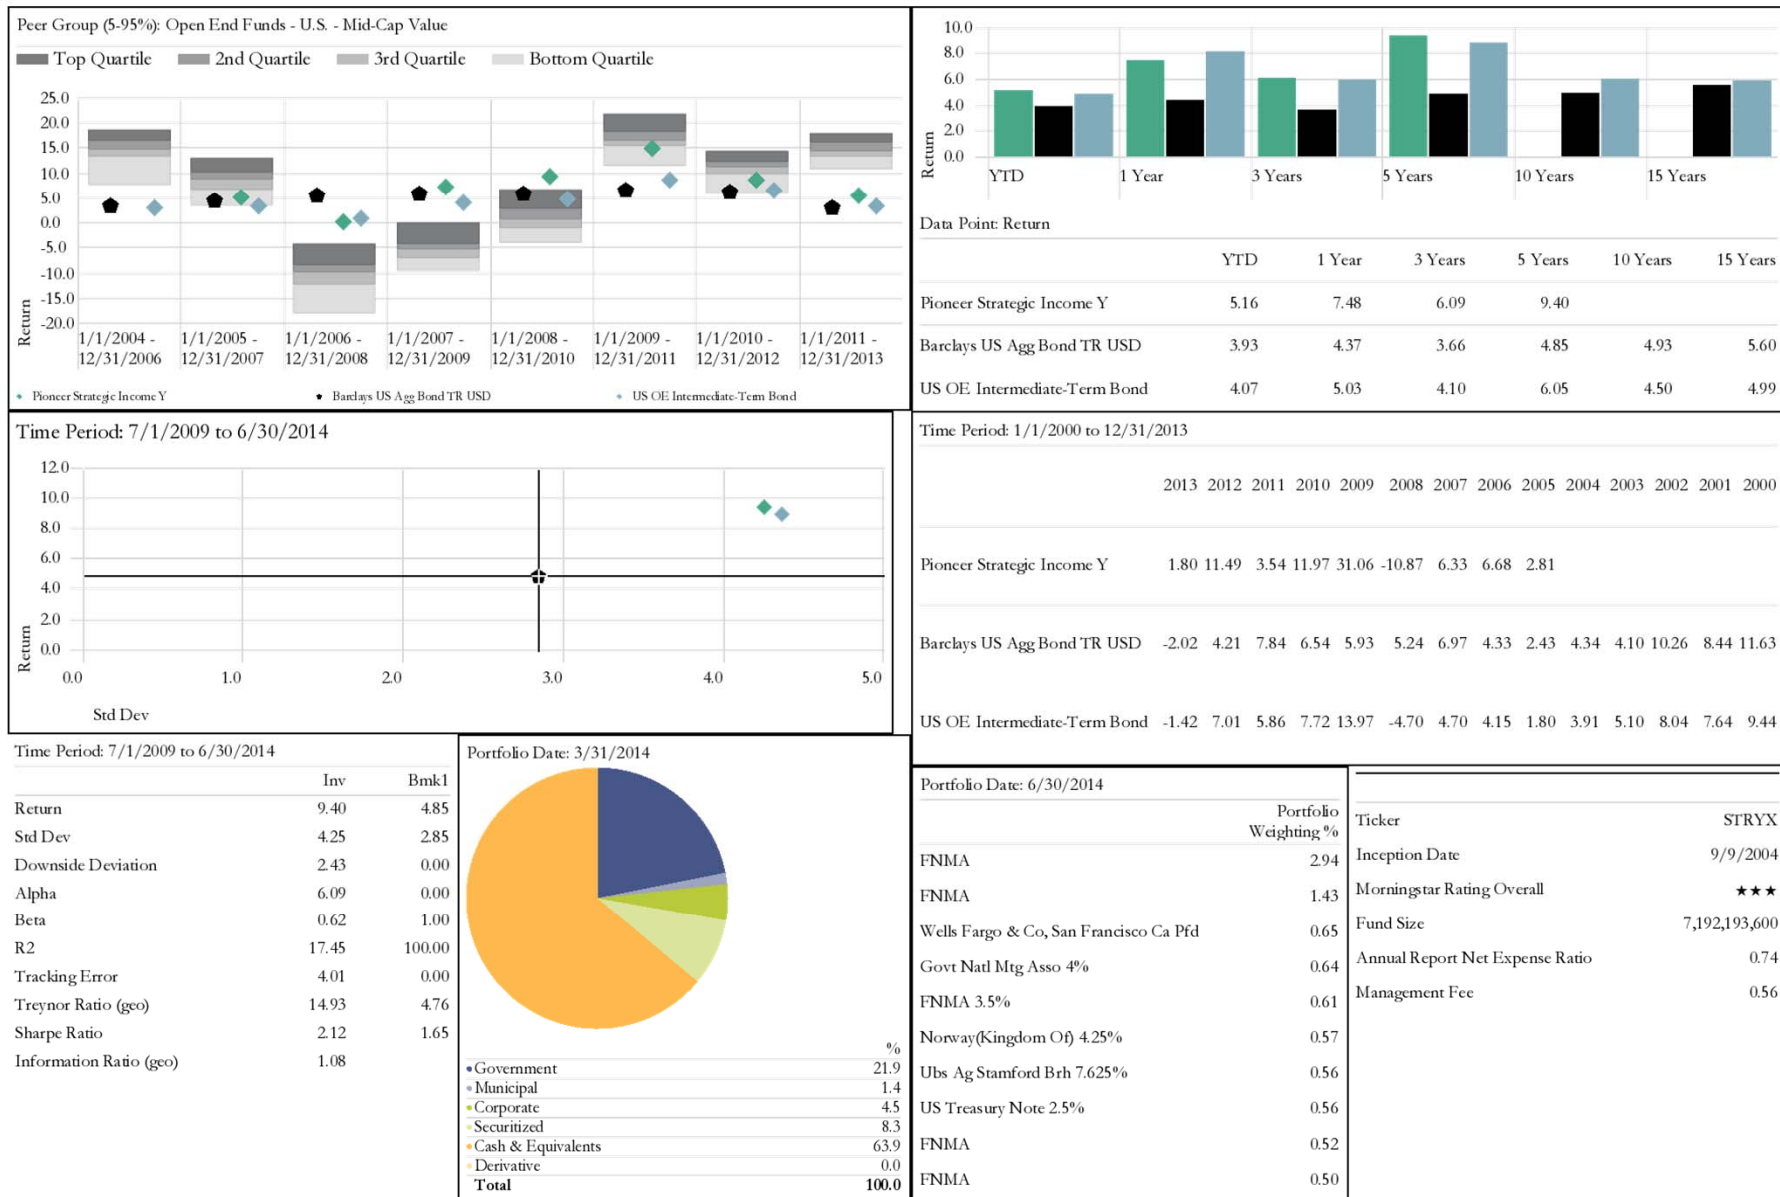 Peer Group (5-95%): Open End Funds - U.S. - Mid-Cap Value
Top Quartile 2nd Quartile 3rd Quartile Bottom Quartile
25.0
20.0
15.0
10.0
5.0
0.0
-5.0
-10.0
-15.0
-20.0
Return
1/1/2004 - 12/31/2006
1/1/2005 - 12/31/2007
1/1/2006 - 12/31/2008
1/1/2007 - 12/31/2009
1/1/2008 - 12/31/2010
1/1/2009 - 12/31/2011
1/1/2010 - 12/31/2012
1/1/2011 - 12/31/2013
Pioneer Strategic Income Y Barclays US Agg Bond TR USD US OE Intermediate-Term Bond
10.0
8.0
6.0
4.0
2.0
0.0
Return
YTD 1 Year 3 Years 5 Years 10 Years 15 Years
Data Point: Return
YTD 1 Year 3 Years 5 Years 10 Years 15 Years
Pioneer Strategic Income Y 5.16 7.48 6.09 9.40
Barclays US Agg Bond TR USD 3.93 4.37 3.66 4.85 4.93 5.60
US OE Intermediate-Term Bond 4.07 5.03 4.10 6.05 4.50 4.99
Time Period: 7/1/2009 to 6/30/2014
12.0
10.0
8.0
6.0
4.0
2.0
0.0
Return
0.0 1.0 2.0 3.0 4.0 5.0
Std Dev
Time Period: 1/1/2000 to 12/31/2013
2013 2012 2011 2010 2009 2008 2007 2006 2005 2004 2003 2002 2001 2000
Pioneer Strategic Income Y 1.80 11.49 3.54 11.97 31.06 -10.87 6.33 6.68 2.81
Barclays US Agg Bond TR USD -2.02 4.21 7.84 6.54 5.93 5.24 6.97 4.33 2.43 4.34 4.10 10.26 8.44 11.63
US OE Intermediate-Term Bond -1.42 7.01 5.86 7.72 13.97 -4.70 4.70 4.15 1.80 3.91 5.10 8.04 7.64 9.44
Time Period: 7/1/2009 to 6/30/2014
Inv Bmk1
Return 9.40 4.85
Std Dev 4.25 2.85
Downside Deviation 2.43 0.00
Alpha 6.09 0.00
Beta 0.62 1.00
R2 17.45 100.00
Tracking Error 4.01 0.00
Treynor Ratio (geo) 14.93 4.76
Sharpe Ratio 2.12 1.65
Information Ratio (geo) 1.08
Portfolio Date: 3/31/2014
%
Government 21.9
Municipal 1.4
Corporate 4.5
Securitized 8.3
Cash & Equivalents 63.9
Derivative 0.0
Total 100.0
Portfolio Date: 6/30/2014
Portfolio
Weighting %
FNMA 2.94
FNMA 1.43
Wells Fargo & Co, San Francisco Ca Pfd 0.65
Govt Natl Mtg Asso 4% 0.64
FNMA 3.5% 0.61
Norway(Kingdom Of) 4.25% 0.57
Ubs Ag Stamford Brh 7.625% 0.56
US Treasury Note 2.5% 0.56
FNMA 0.52
FNMA 0.50
Ticker STRYX
Inception Date 9/9/2004
Morningstar Rating Overall ★★★
Fund Size 7,192,193,600
Annual Report Net Expense Ratio 0.74
Management Fee 0.56